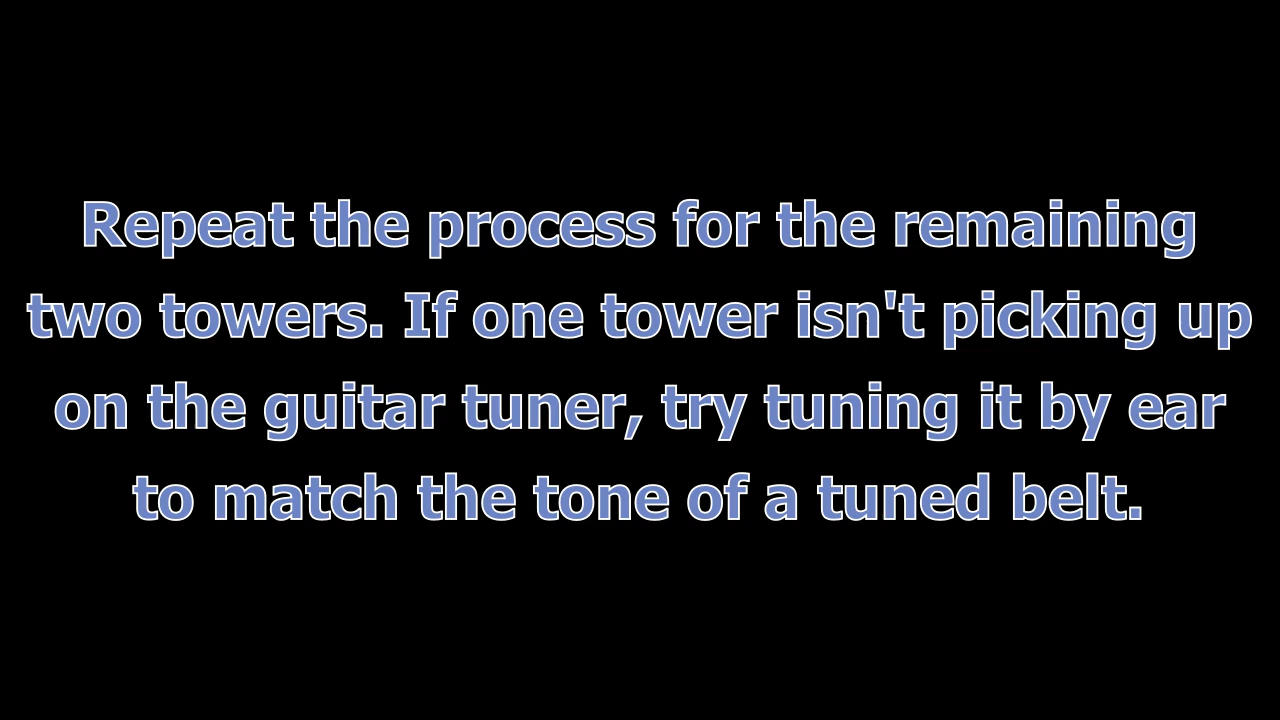 Repeat the process for the remaining
two towers. If one tower isn't picking up
on the guitar tuner, try tuning it by ear
to match the tone of a tuned belt.